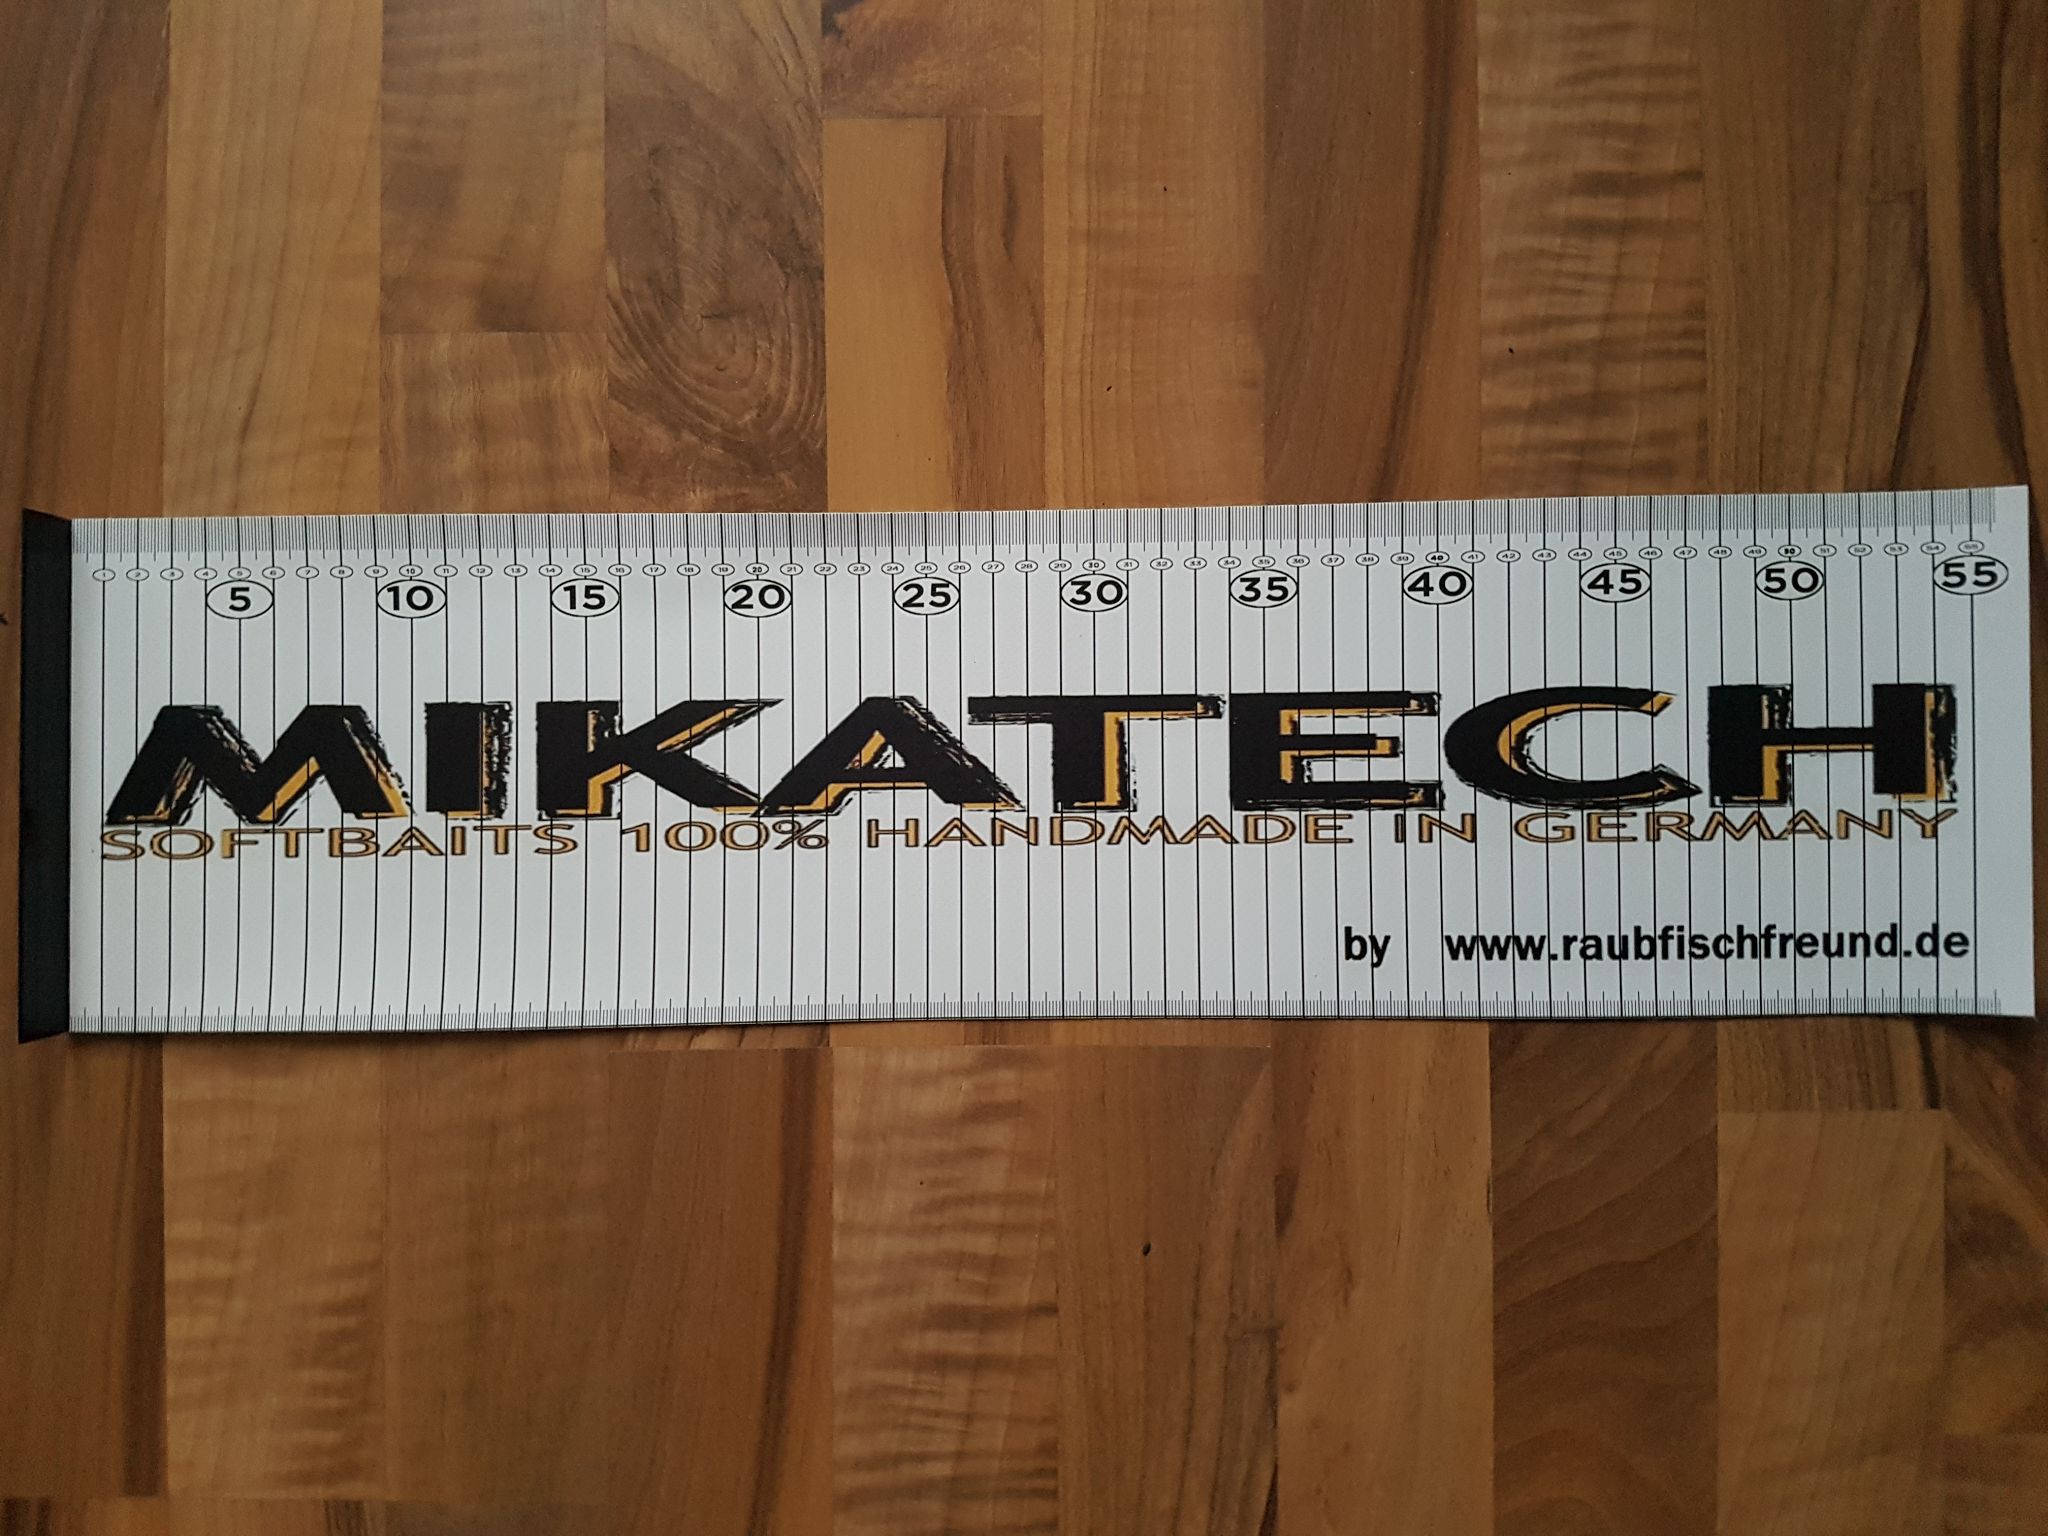 1 2 3 4 5 6 7 8 9 10 11 12 13 14 15 16 17 18 19 20 21 22 23 24 25 26 27 28 29 30 31 32 33 34 35 36 37 38 39 40 41 42 43 44 45 46 47 48 49 50 51 52 53 54 55
5 10 15 20 25 30 35 40 45 50 55
MIKATECH
SOFTBAITS 100% HANDMADE IN GERMANY
by www.raubfischfreund.de